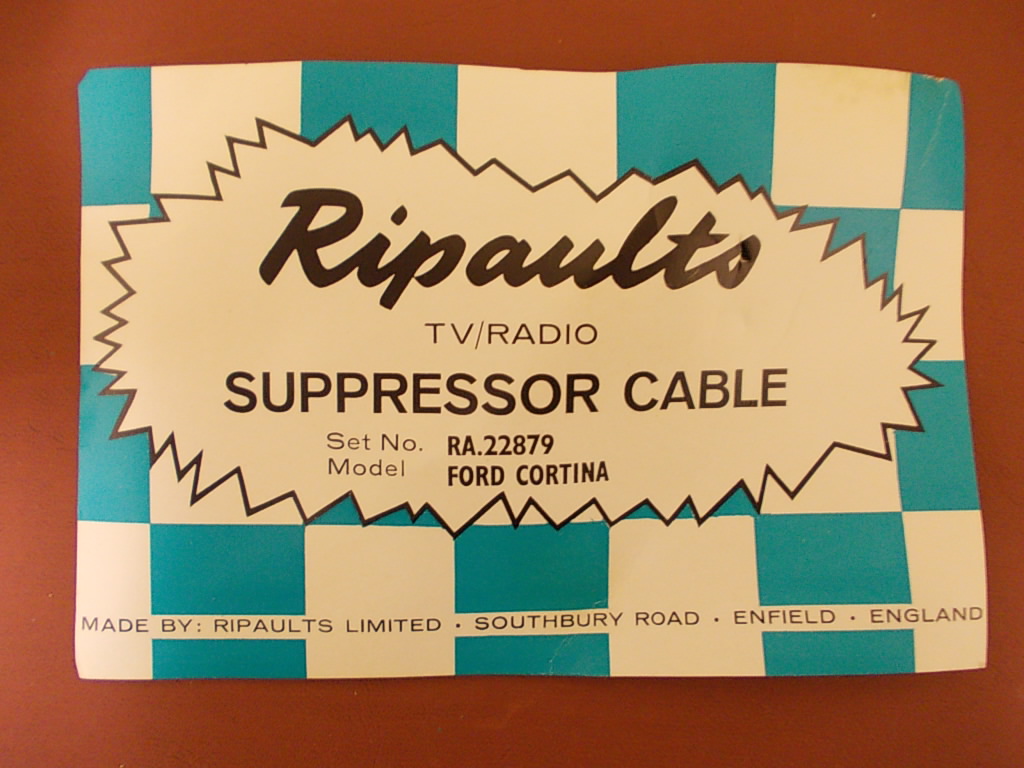 Ripaults
TV/RADIO
SUPPRESSOR CABLE
Set No. RA.22879
Model FORD CORTINA
MADE BY: RIPAULTS LIMITED · SOUTHBURY ROAD · ENFIELD · ENGLAND